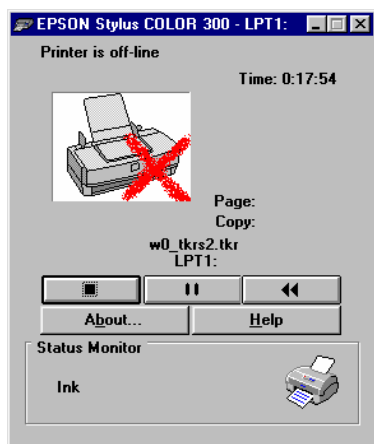 EPSON Stylus COLOR 300 - LPT1:
Printer is off-line
Time: 0:17:54
Page:
Copy:
w0_tkrs2.tkr
LPT1:
About...
Help
Status Monitor
Ink